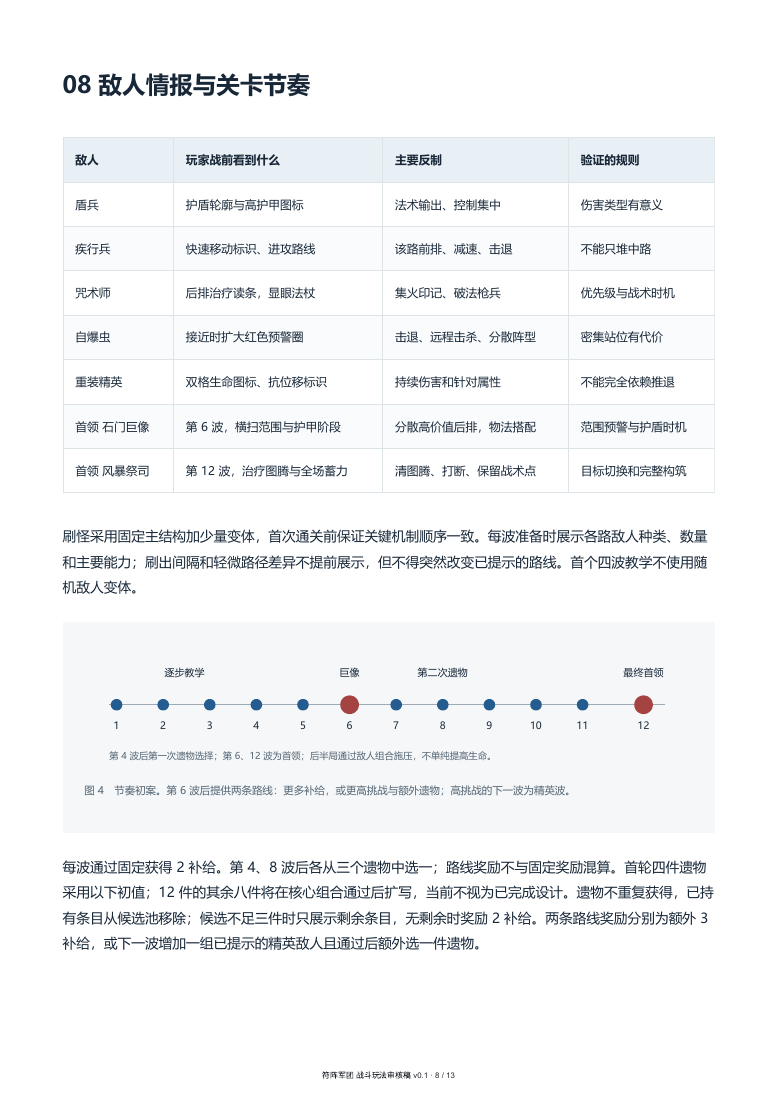 08 敌人情报与关卡节奏
敌人 玩家战前看到什么 主要反制 验证的规则
盾兵 护盾轮廓与高护甲图标 法术输出、控制集中 伤害类型有意义
疾行兵 快速移动标识、进攻路线 该路前排、减速、击退 不能只堆中路
咒术师 后排治疗读条，显眼法杖 集火印记、破法枪兵 优先级与战术时机
自爆虫 接近时扩大红色预警圈 击退、远程击杀、分散阵型 密集站位有代价
重装精英 双格生命图标、抗位移标识 持续伤害和针对属性 不能完全依赖推退
首领 石门巨像 第 6 波，横扫范围与护甲阶段 分散高价值后排，物法搭配 范围预警与护盾时机
首领 风暴祭司 第 12 波，治疗图腾与全场蓄力 清图腾、打断、保留战术点 目标切换和完整构筑
刷怪采用固定主结构加少量变体，首次通关前保证关键机制顺序一致。每波准备时展示各路敌人种类、数量
和主要能力；刷出间隔和轻微路径差异不提前展示，但不得突然改变已提示的路线。首个四波教学不使用随
机敌人变体。
逐步教学 巨像 第二次遗物 最终首领
1 2 3 4 5 6 7 8 9 10 11 12
第 4 波后第一次遗物选择；第 6、12 波为首领；后半局通过敌人组合施压，不单纯提高生命。
图 4 节奏初案。第 6 波后提供两条路线：更多补给，或更高挑战与额外遗物；高挑战的下一波为精英波。
每波通过固定获得 2 补给。第 4、8 波后各从三个遗物中选一；路线奖励不与固定奖励混算。首轮四件遗物
采用以下初值；12 件的其余八件将在核心组合通过后扩写，当前不视为已完成设计。遗物不重复获得，已持
有条目从候选池移除；候选不足三件时只展示剩余条目，无剩余时奖励 2 补给。两条路线奖励分别为额外 3
补给，或下一波增加一组已提示的精英敌人且通过后额外选一件遗物。
符阵军团 战斗玩法审核稿 v0.1 · 8 / 13